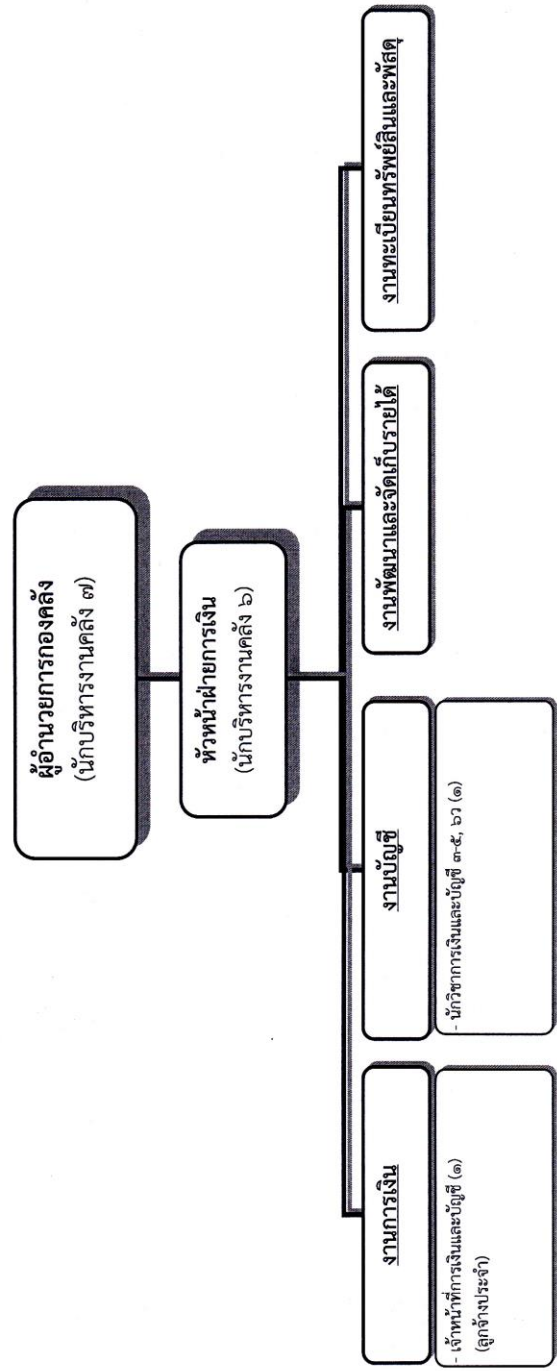 ผู้อำนวยการกองคลัง
(นักบริหารงานคลัง ๗)
หัวหน้าฝ่ายการเงิน
(นักบริหารงานคลัง ๖)
งานการเงิน
- เจ้าหน้าที่การเงินและบัญชี (๑)
(ลูกจ้างประจำ)
งานบัญชี
- นักวิชาการเงินและบัญชี ๓-๕, ๖ว (๑)
งานพัฒนาและจัดเก็บรายได้
งานทะเบียนทรัพย์สินและพัสดุ